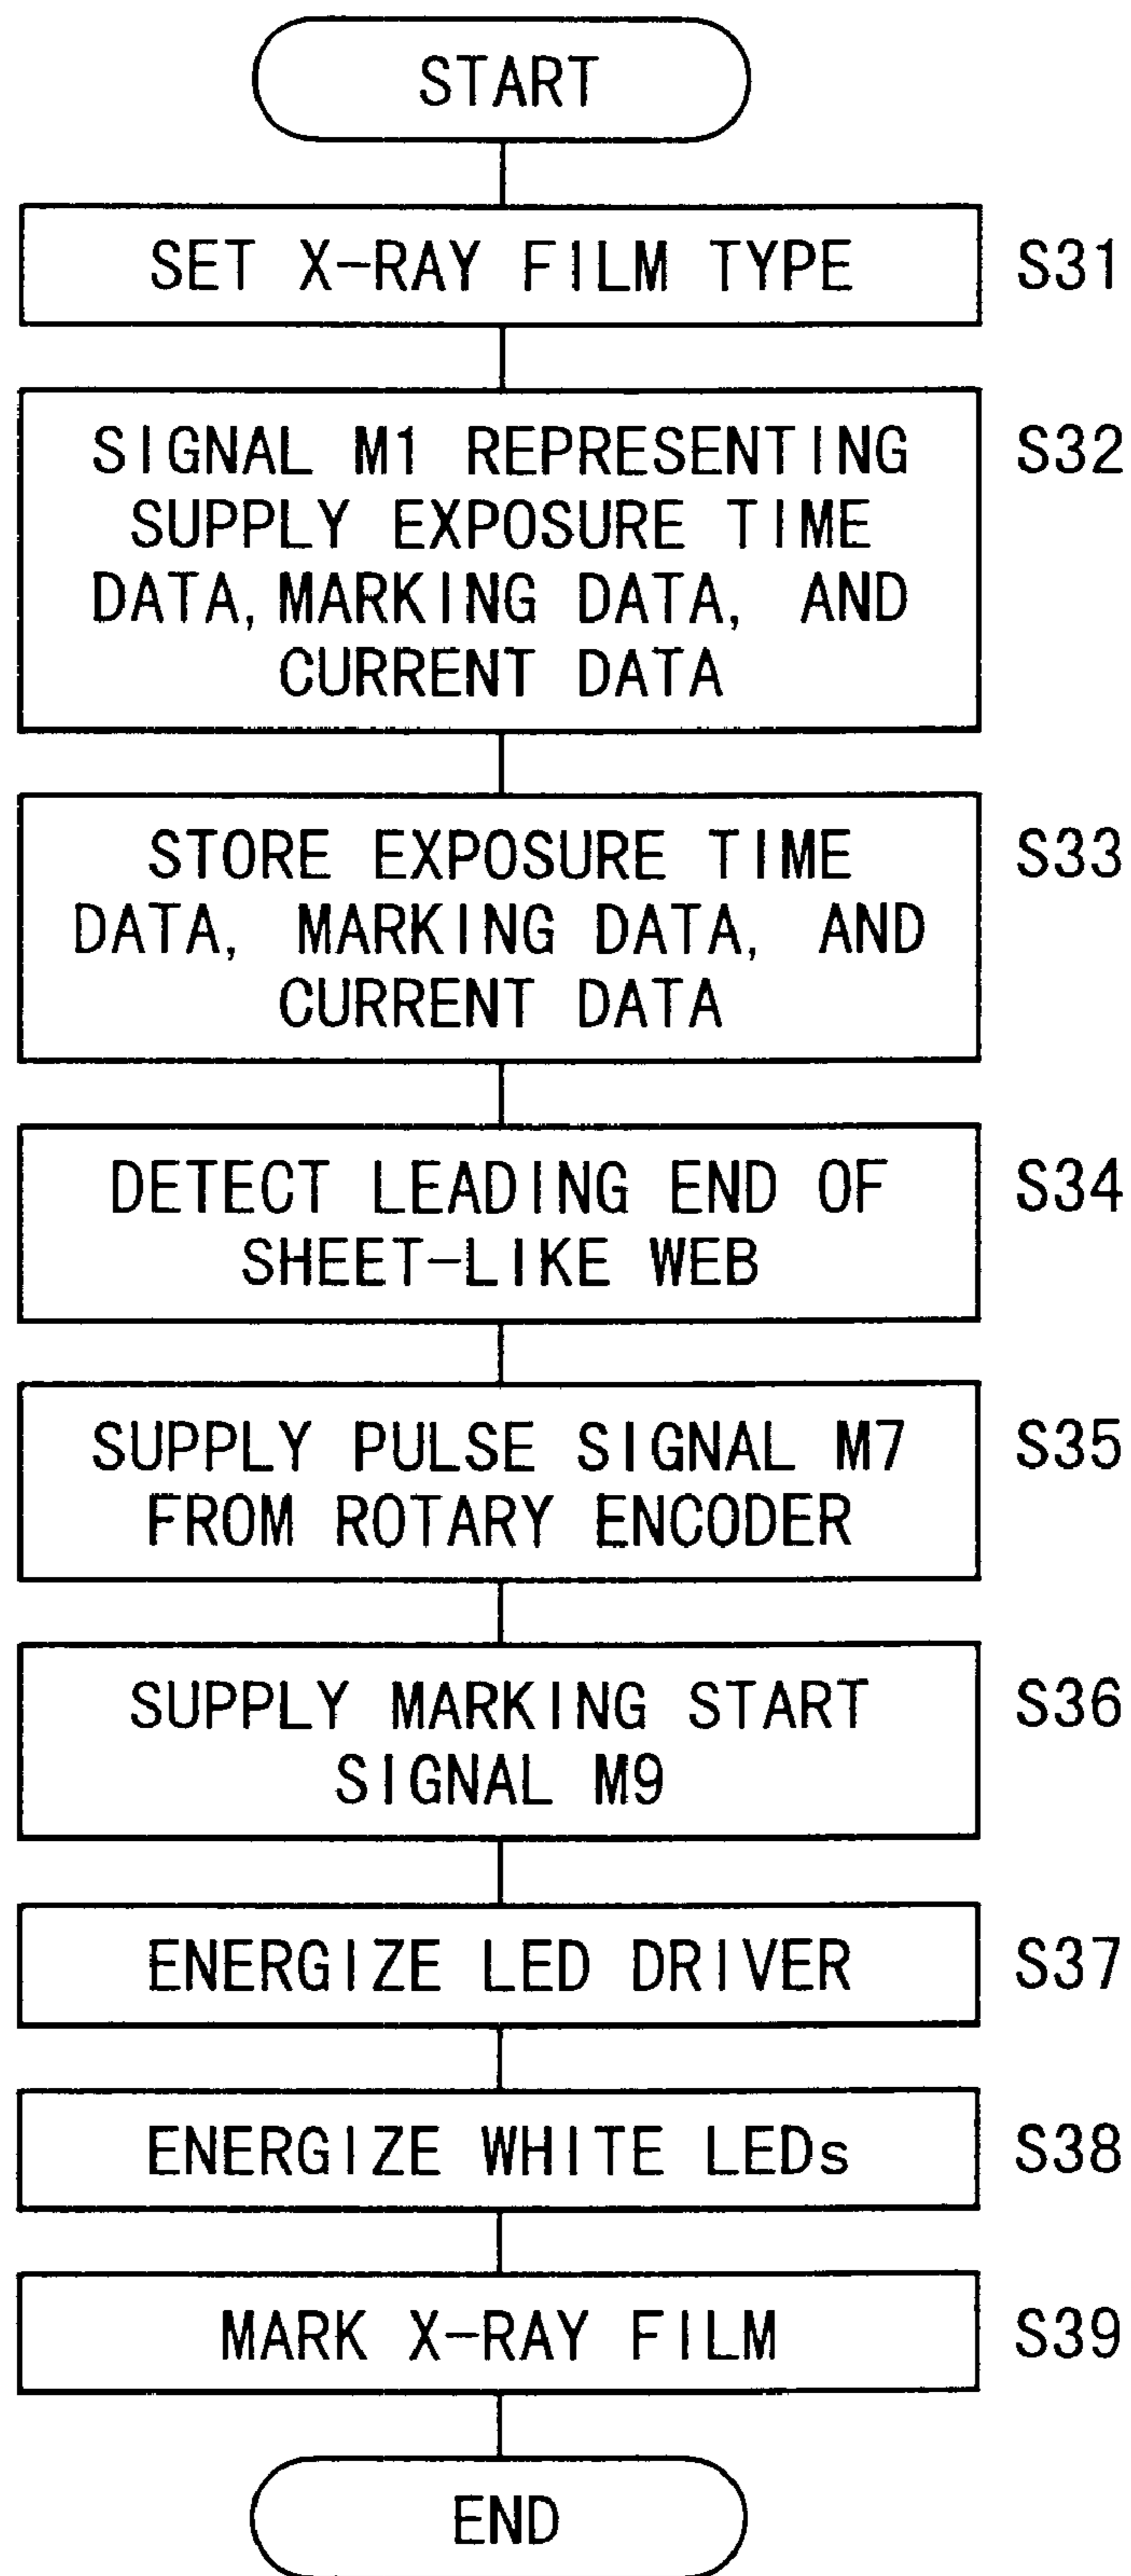 START
SET X-RAY FILM TYPE S31
SIGNAL M1 REPRESENTING S32
SUPPLY EXPOSURE TIME
DATA, MARKING DATA, AND
CURRENT DATA
STORE EXPOSURE TIME S33
DATA, MARKING DATA, AND
CURRENT DATA
DETECT LEADING END OF S34
SHEET-LIKE WEB
SUPPLY PULSE SIGNAL M7 S35
FROM ROTARY ENCODER
SUPPLY MARKING START S36
SIGNAL M9
ENERGIZE LED DRIVER S37
ENERGIZE WHITE LEDs S38
MARK X-RAY FILM S39
END